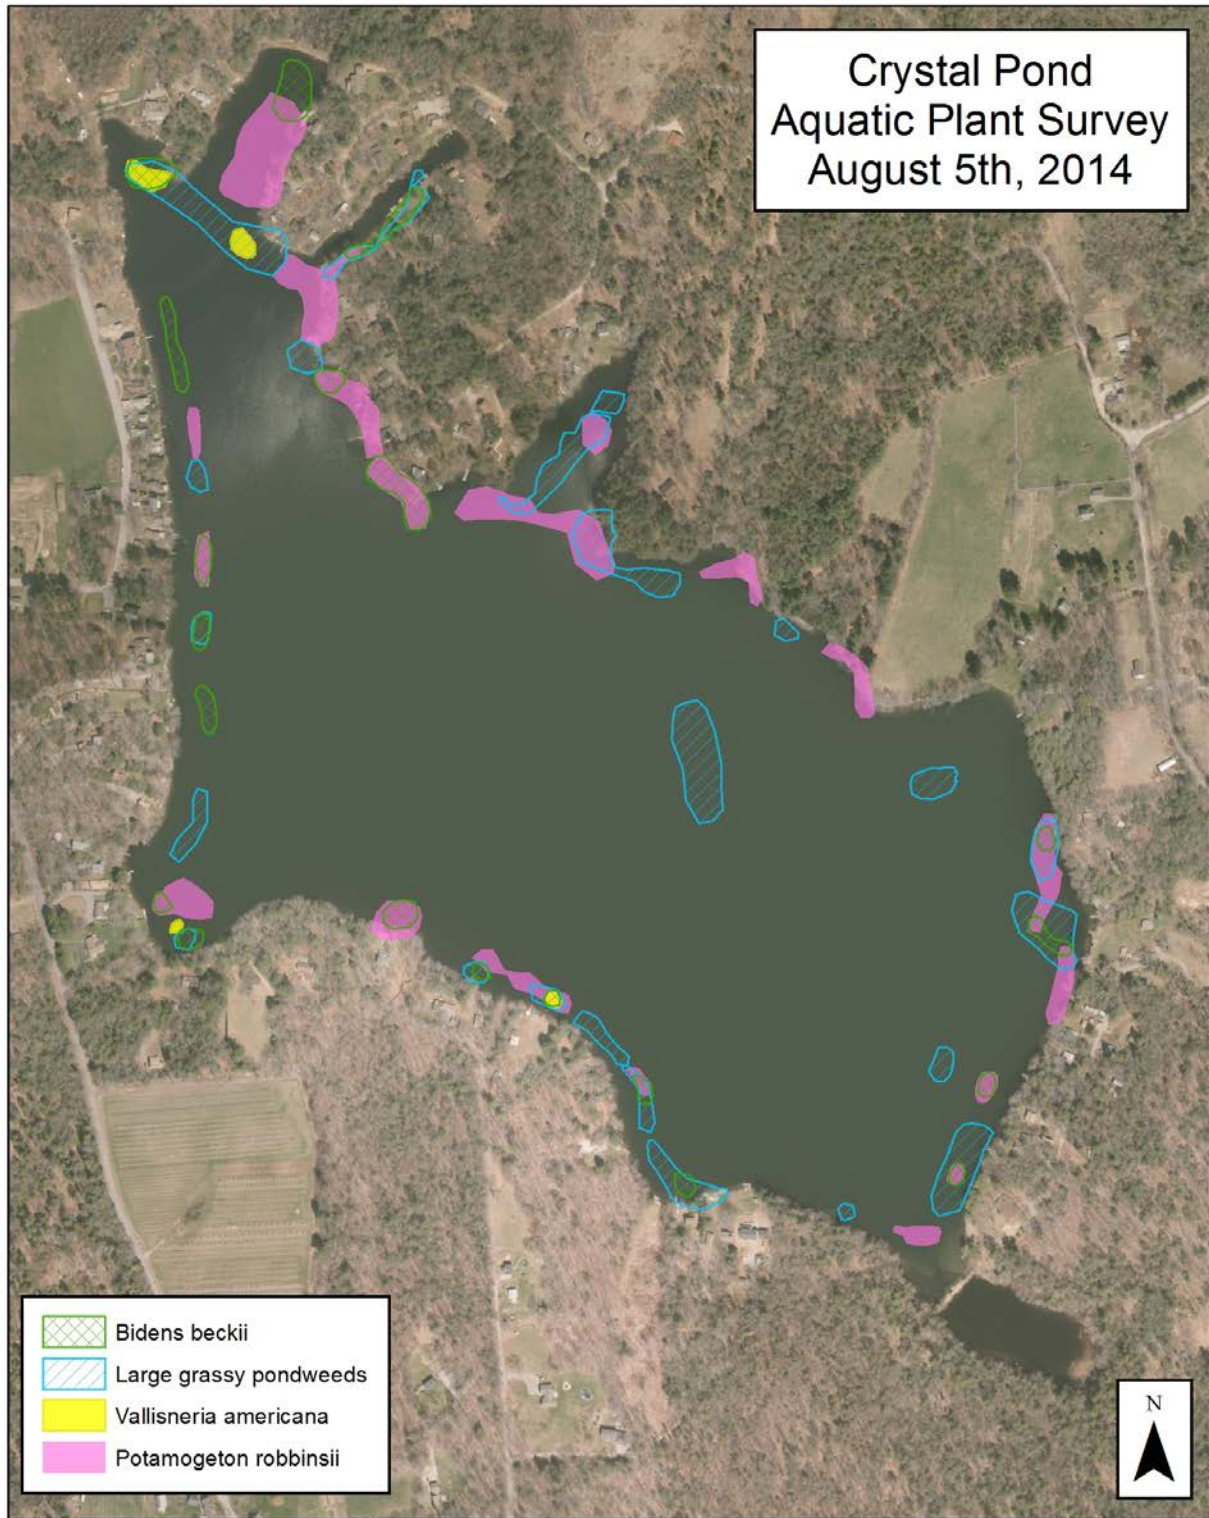 Crystal Pond
Aquatic Plant Survey
August 5th, 2014
Bidens beckii
Large grassy pondweeds
Vallisneria americana
Potamogeton robbinsii
N